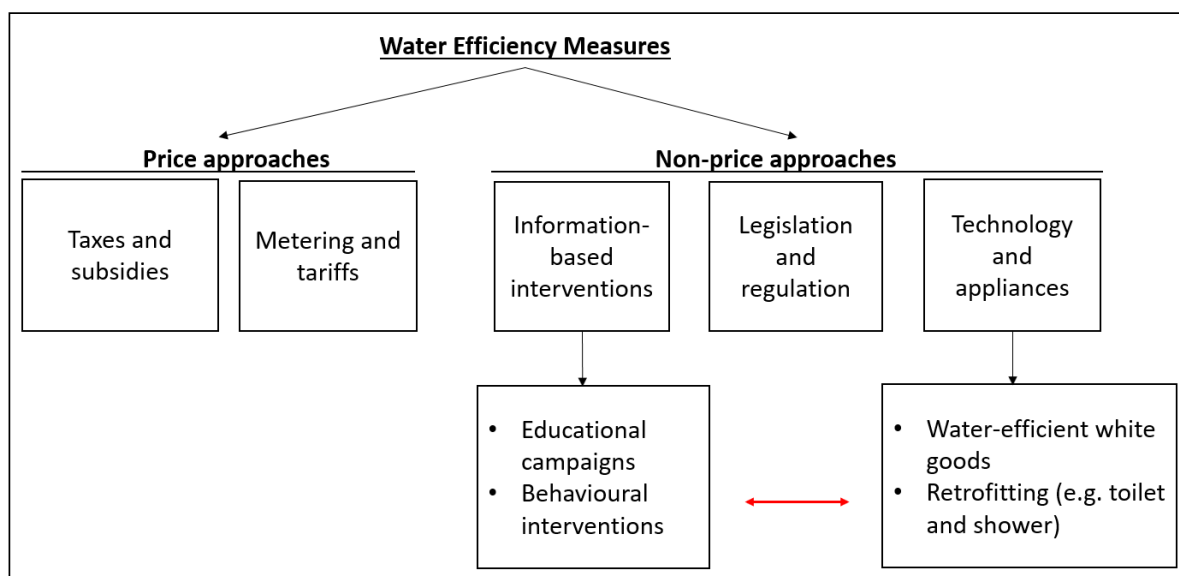 Water Efficiency Measures
Price approaches
Non-price approaches
Taxes and
subsidies
Metering and
tariffs
Information-
based
interventions
Legislation
and
regulation
Technology
and
appliances
• Educational
campaigns
• Behavioural
interventions
• Water-efficient white
goods
• Retrofitting (e.g. toilet
and shower)